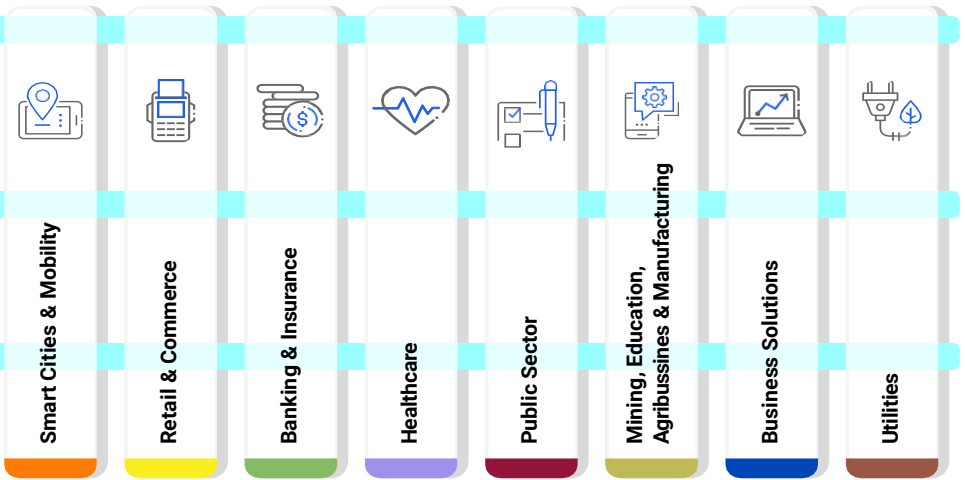 Smart Cities & Mobility
Retail & Commerce
Banking & Insurance
Healthcare
Public Sector
Mining, Education,
Agribussines & Manufacturing
Business Solutions
Utilities